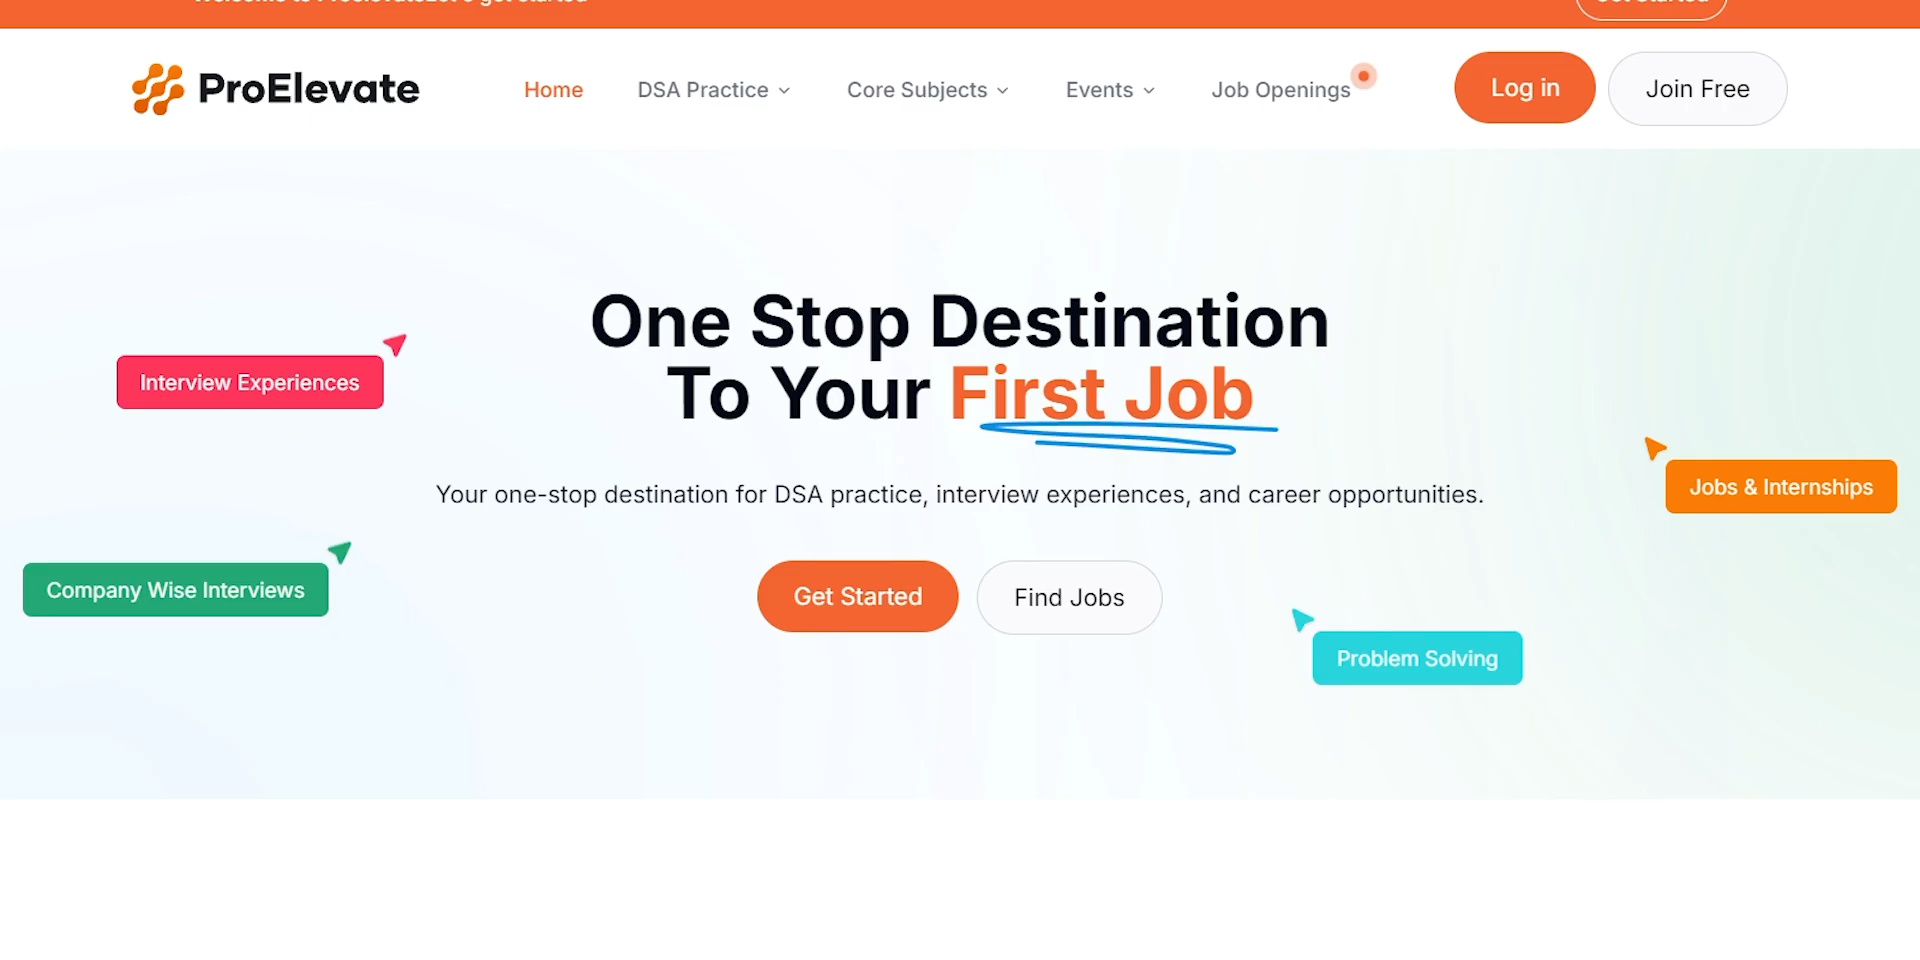 ProElevate
Home
DSA Practice
Core Subjects
Events
Job Openings
Log in
Join Free
One Stop Destination
To Your First Job
Interview Experiences
Jobs & Internships
Your one-stop destination for DSA practice, interview experiences, and career opportunities.
Company Wise Interviews
Get Started
Find Jobs
Problem Solving